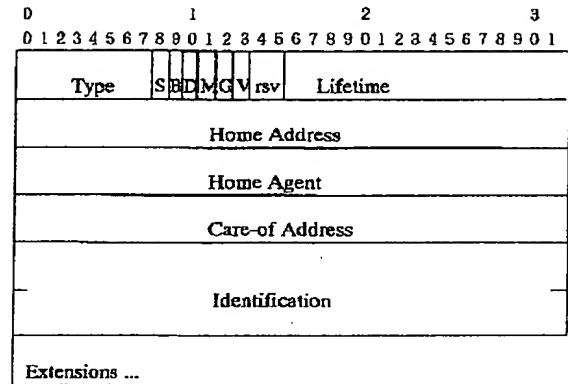 0 1 2 3
0 1 2 3 4 5 6 7 8 9 0 1 2 3 4 5 6 7 8 9 0 1 2 3 4 5 6 7 8 9 0 1
Type S B D M G V rsv Lifetime
Home Address
Home Agent
Care-of Address
Identification
Extensions ...